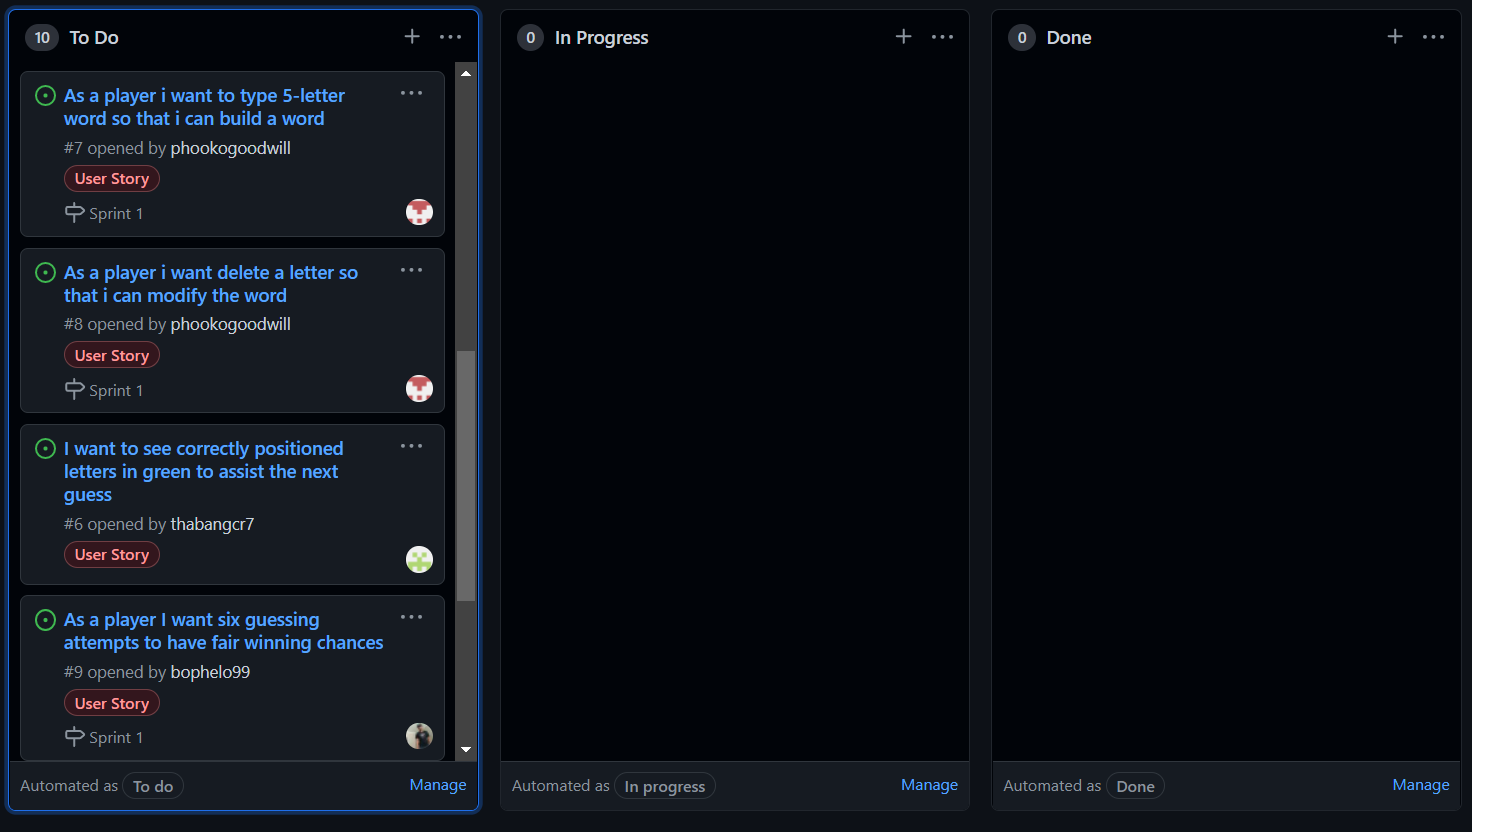 10 To Do
As a player i want to type 5-letter
word so that i can build a word
#7 opened by phookogoodwill
User Story
Sprint 1
As a player i want delete a letter so
that i can modify the word
#8 opened by phookogoodwill
User Story
Sprint 1
I want to see correctly positioned
letters in green to assist the next
guess
#6 opened by thabangcr7
User Story
As a player I want six guessing
attempts to have fair winning chances
#9 opened by bophelo99
User Story
Sprint 1
Automated as To do Manage
0 In Progress
Automated as In progress Manage
0 Done
Automated as Done Manage